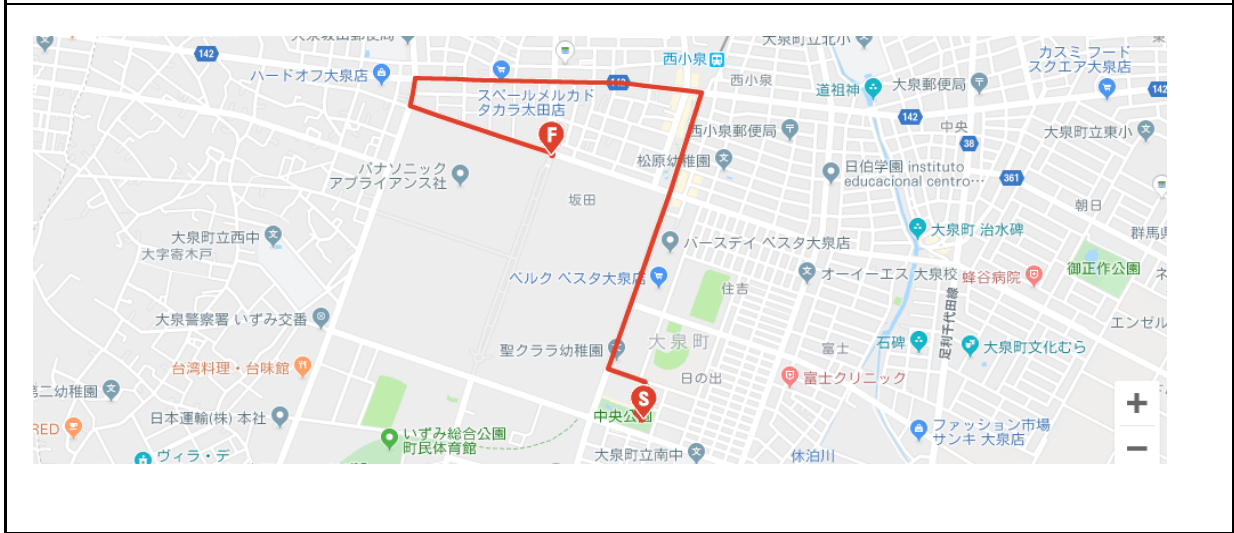 142
西小泉
大泉町立北小
カスミ フード
スクエア大泉店
ハードオフ大泉店
スペールメルカド
タカラ太田店
西小泉
道祖神
大泉郵便局
142
142
西小泉郵便局
中央
大泉町立東小
38
F
松原幼稚園
日伯学園 instituto
educacional centro…
361
パナソニック
アプライアンス社
坂田
朝日
大泉町 治水碑
大泉町立西中
大字寄木戸
バースデイ ベスタ大泉店
ベルク ベスタ大泉店
オーイーエス 大泉校
蜂谷病院
御正作公園
住吉
大泉警察署 いずみ交番
エンゼル
足利千代田線
聖クララ幼稚園
大泉町
富士
石碑
大泉町文化むら
台湾料理・台味館
日の出
富士クリニック
S
日本運輸(株) 本社
中央公園
いずみ総合公園
町民体育館
ファッション市場
サンキ 大泉店
RED
ヴィラ・デ
大泉町立南中
休泊川
+
−